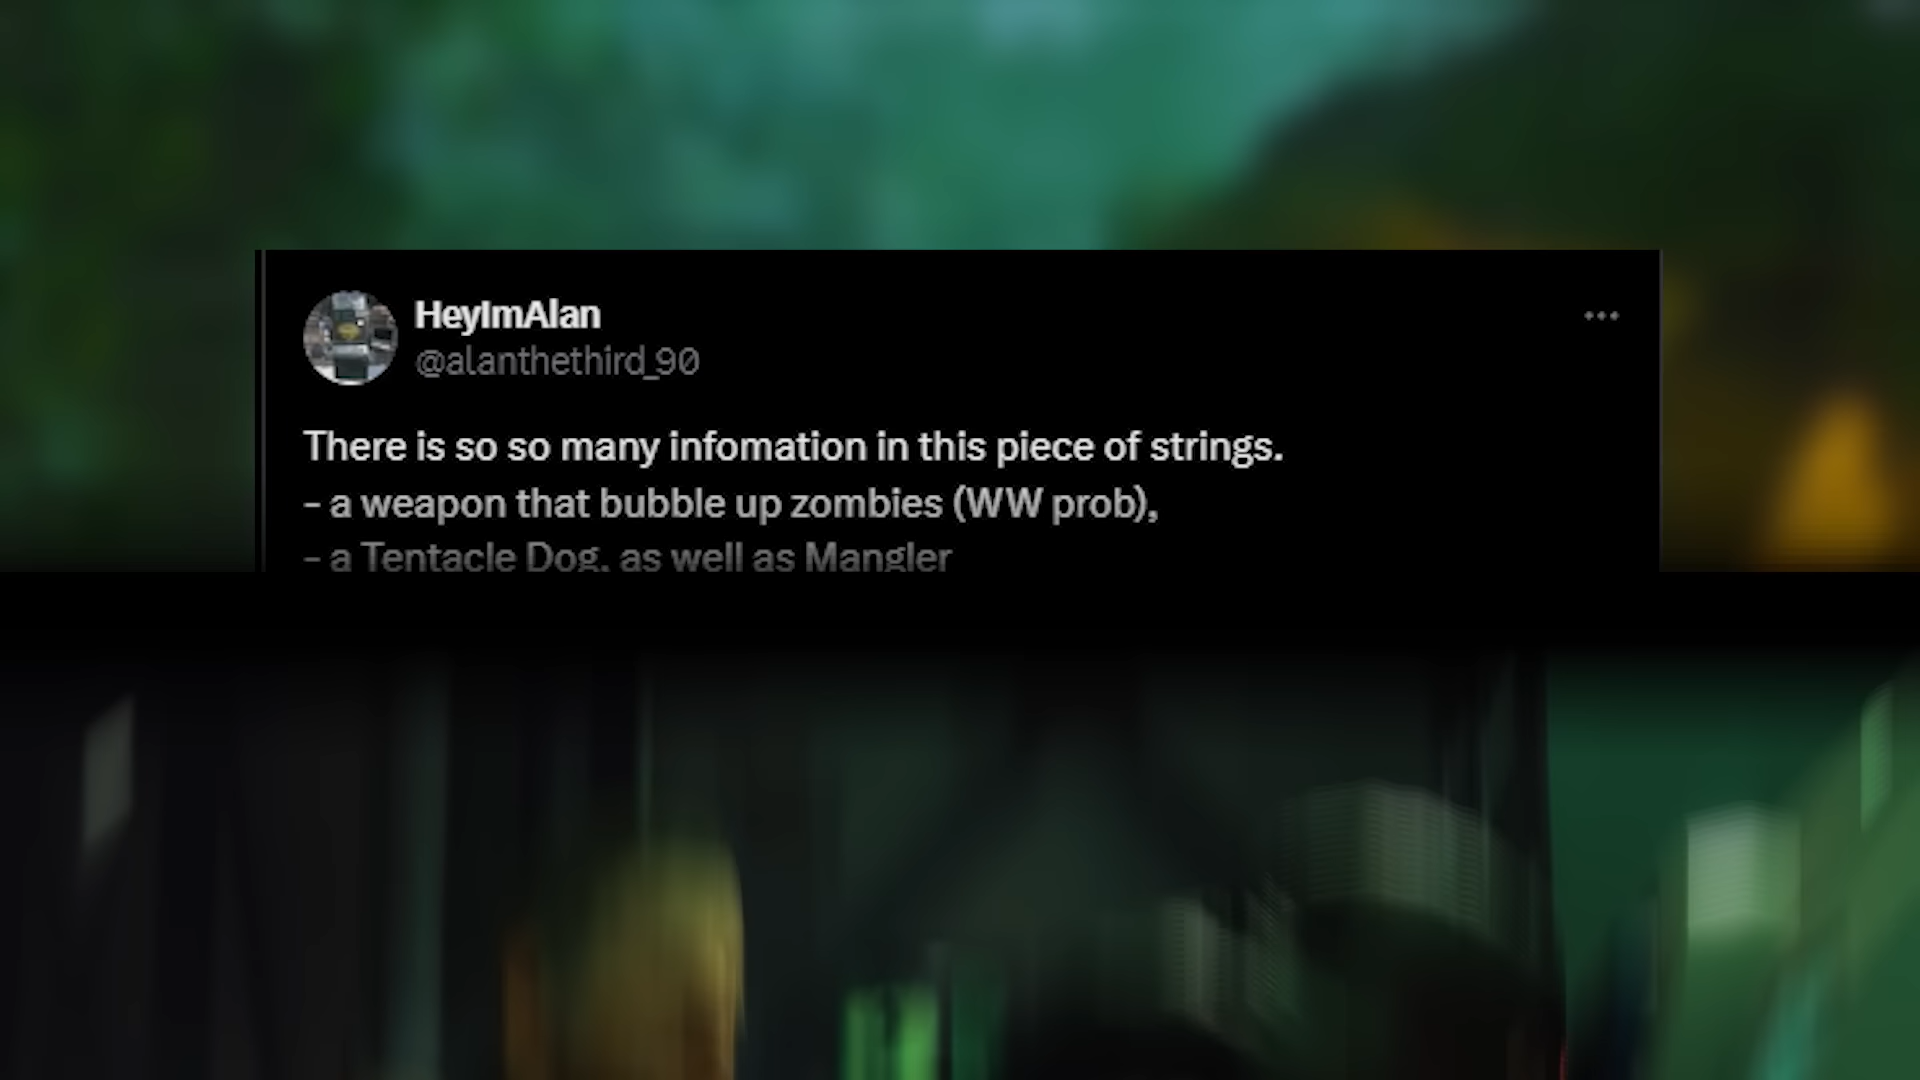 HeyImAlan
@alanthethird_90
There is so so many infomation in this piece of strings.
– a weapon that bubble up zombies (WW prob),
– a Tentacle Dog, as well as Mangler